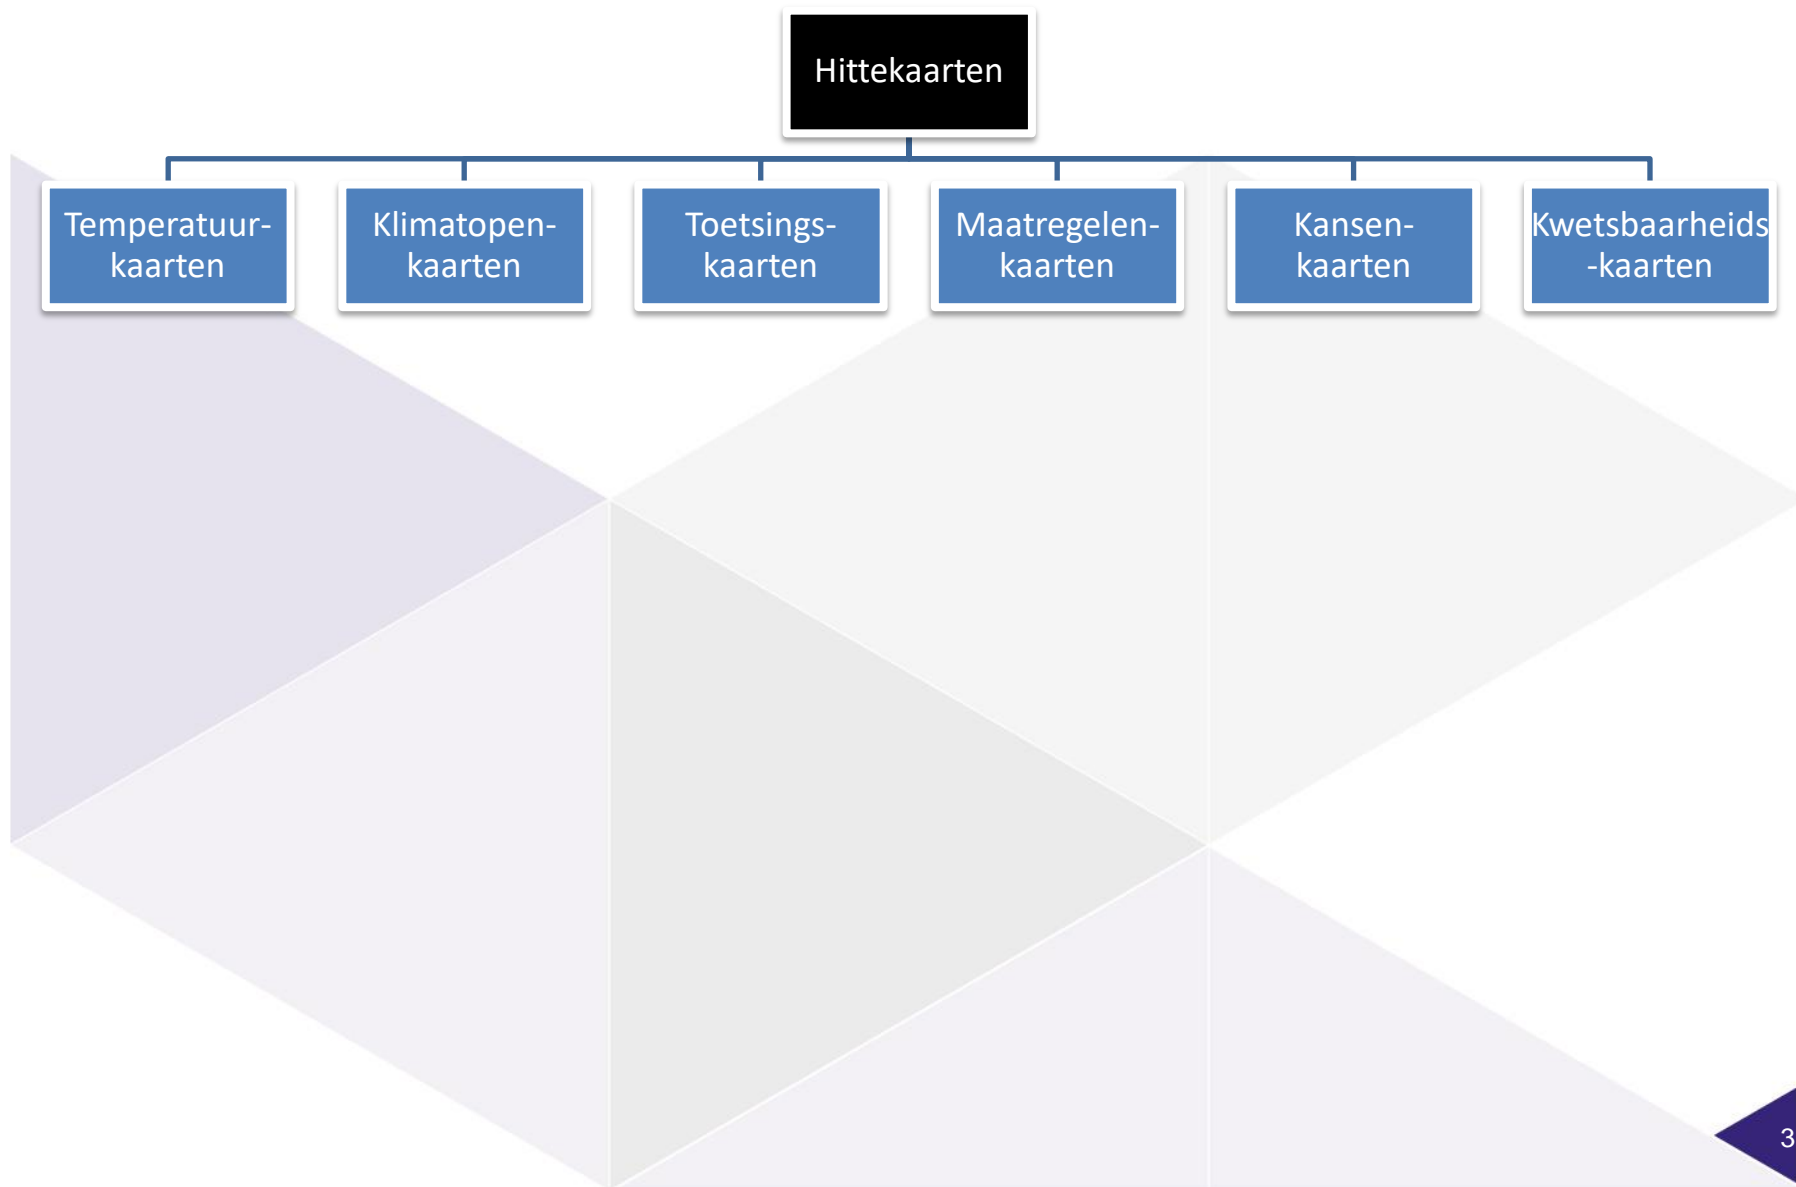 Hittekaarten
Temperatuur-
kaarten
Klimatopen-
kaarten
Toetsings-
kaarten
Maatregelen-
kaarten
Kansen-
kaarten
Kwetsbaarheids
-kaarten
3